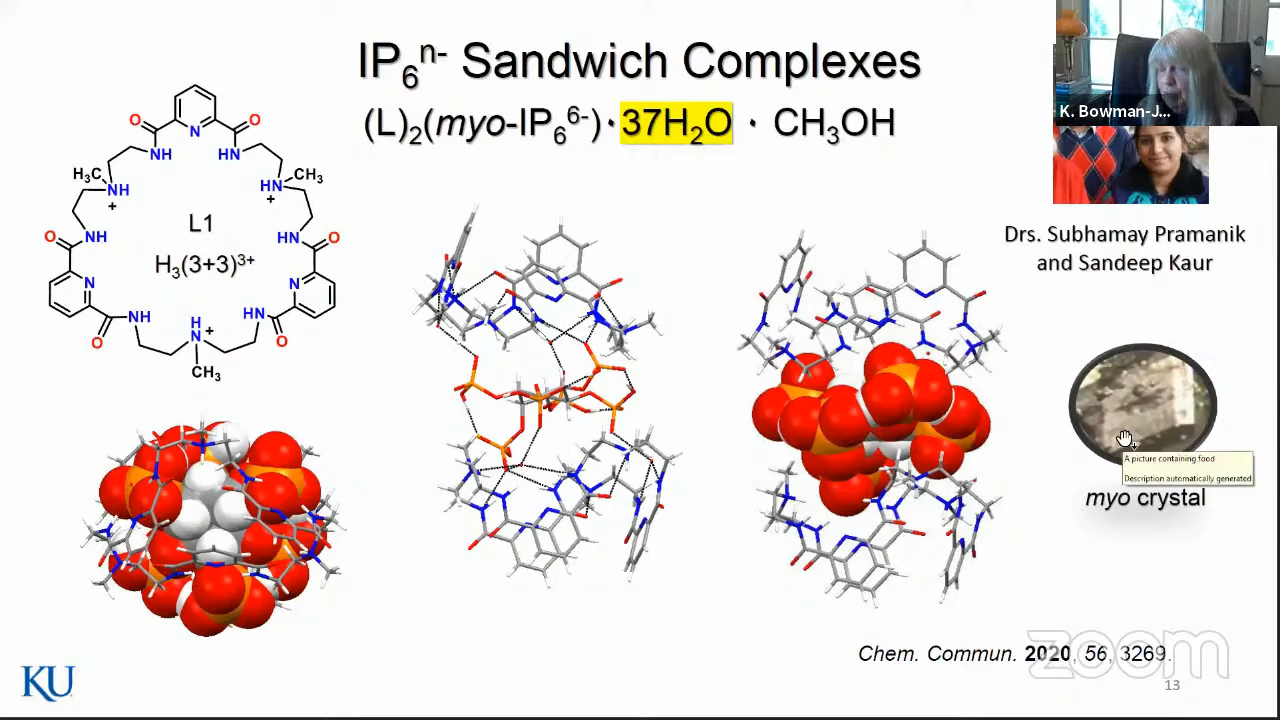 IP6n- Sandwich Complexes
(L)2(myo-IP66-)·37H2O · CH3OH
K. Bowman-J...
Drs. Subhamay Pramanik
and Sandeep Kaur
O
O
N
NH
HN
H3C
NH
+
HN
CH3
+
L1
H3(3+3)3+
O
NH
HN
O
N
N
NH
H
N
+
HN
O
O
CH3
A picture containing food
Description automatically generated
myo crystal
Chem. Commun. 2020, 56, 3269.
zoom
KU
13